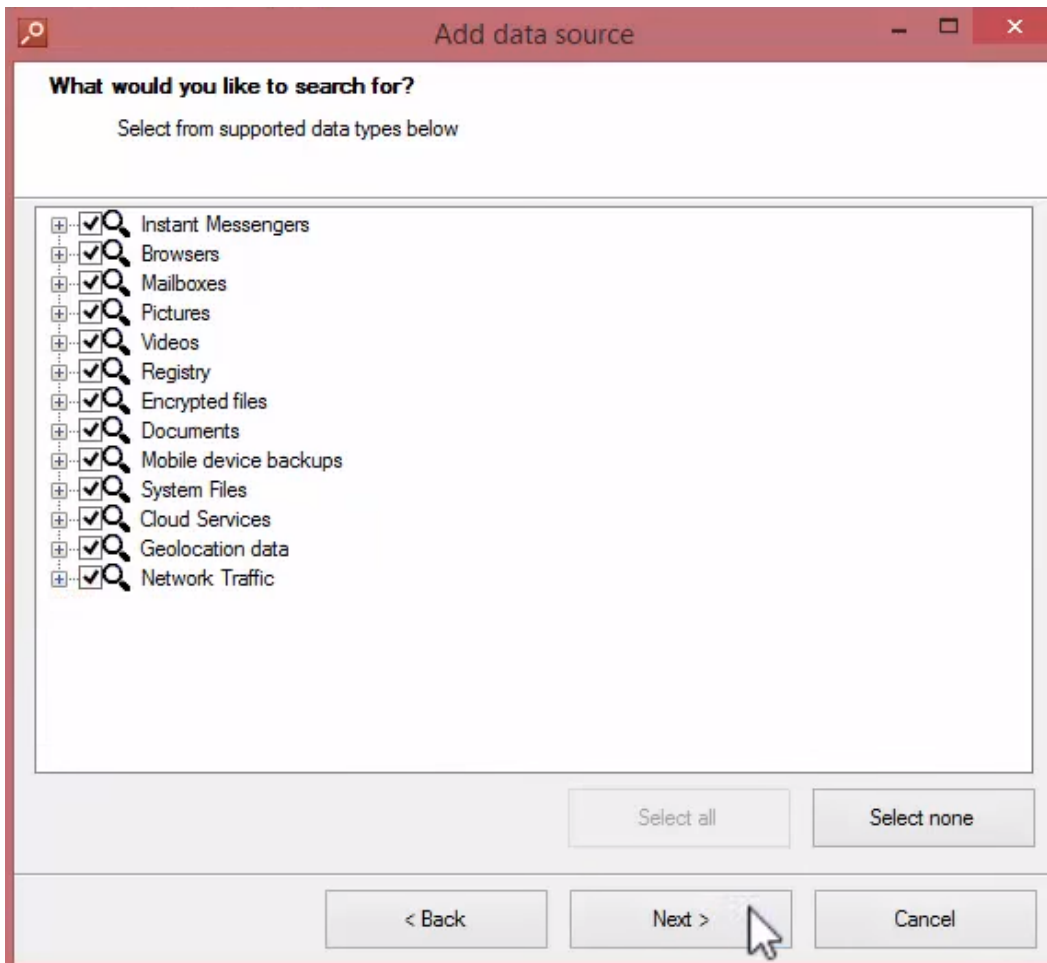 Add data source
What would you like to search for?
Select from supported data types below
Instant Messengers
Browsers
Mailboxes
Pictures
Videos
Registry
Encrypted files
Documents
Mobile device backups
System Files
Cloud Services
Geolocation data
Network Traffic
Select all Select none
< Back Next > Cancel